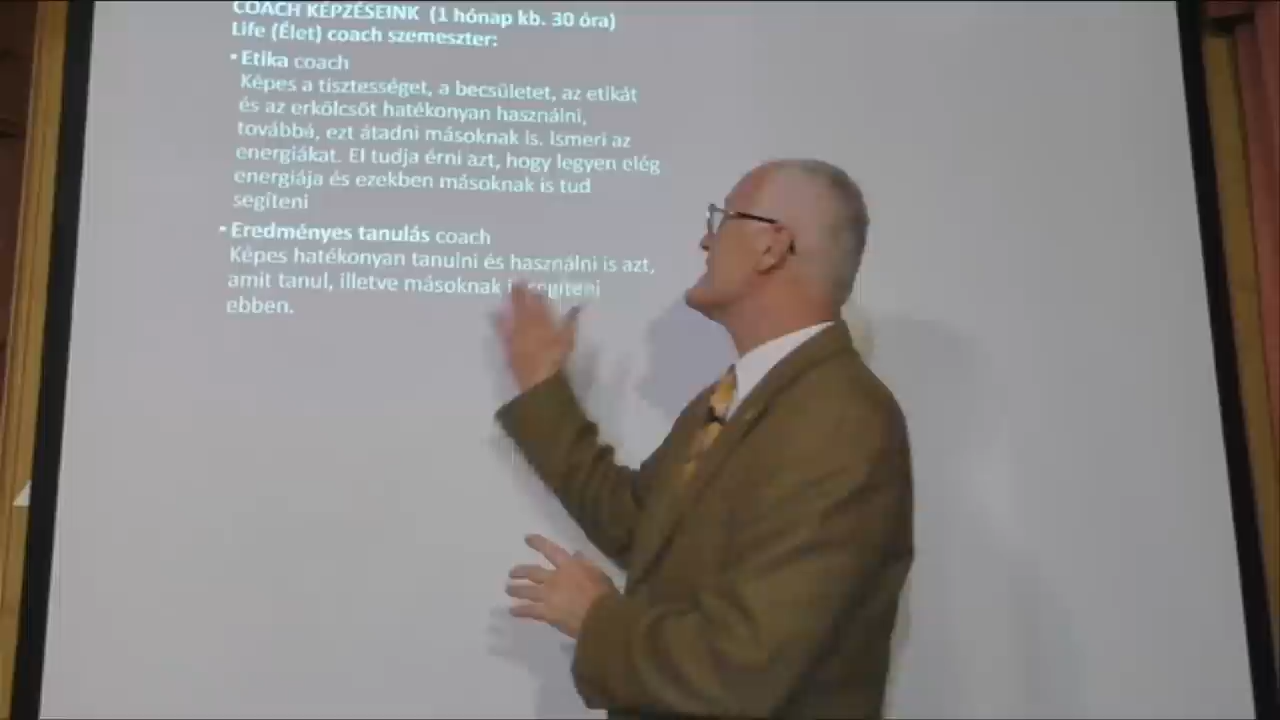 COACH KÉPZÉSEINK (1 hónap kb. 30 óra)
Life (Élet) coach szemeszter:
• Etika coach
Képes a tisztességet, a becsületet, az etikát
és az erkölcsöt hatékonyan használni,
továbbá, ezt átadni másoknak is. Ismeri az
energiákat. El tudja érni azt, hogy legyen elég
energiája és ezekben másoknak is tud
segíteni
• Eredményes tanulás coach
Képes hatékonyan tanulni és használni is azt,
amit tanul, illetve másoknak is segíteni
ebben.